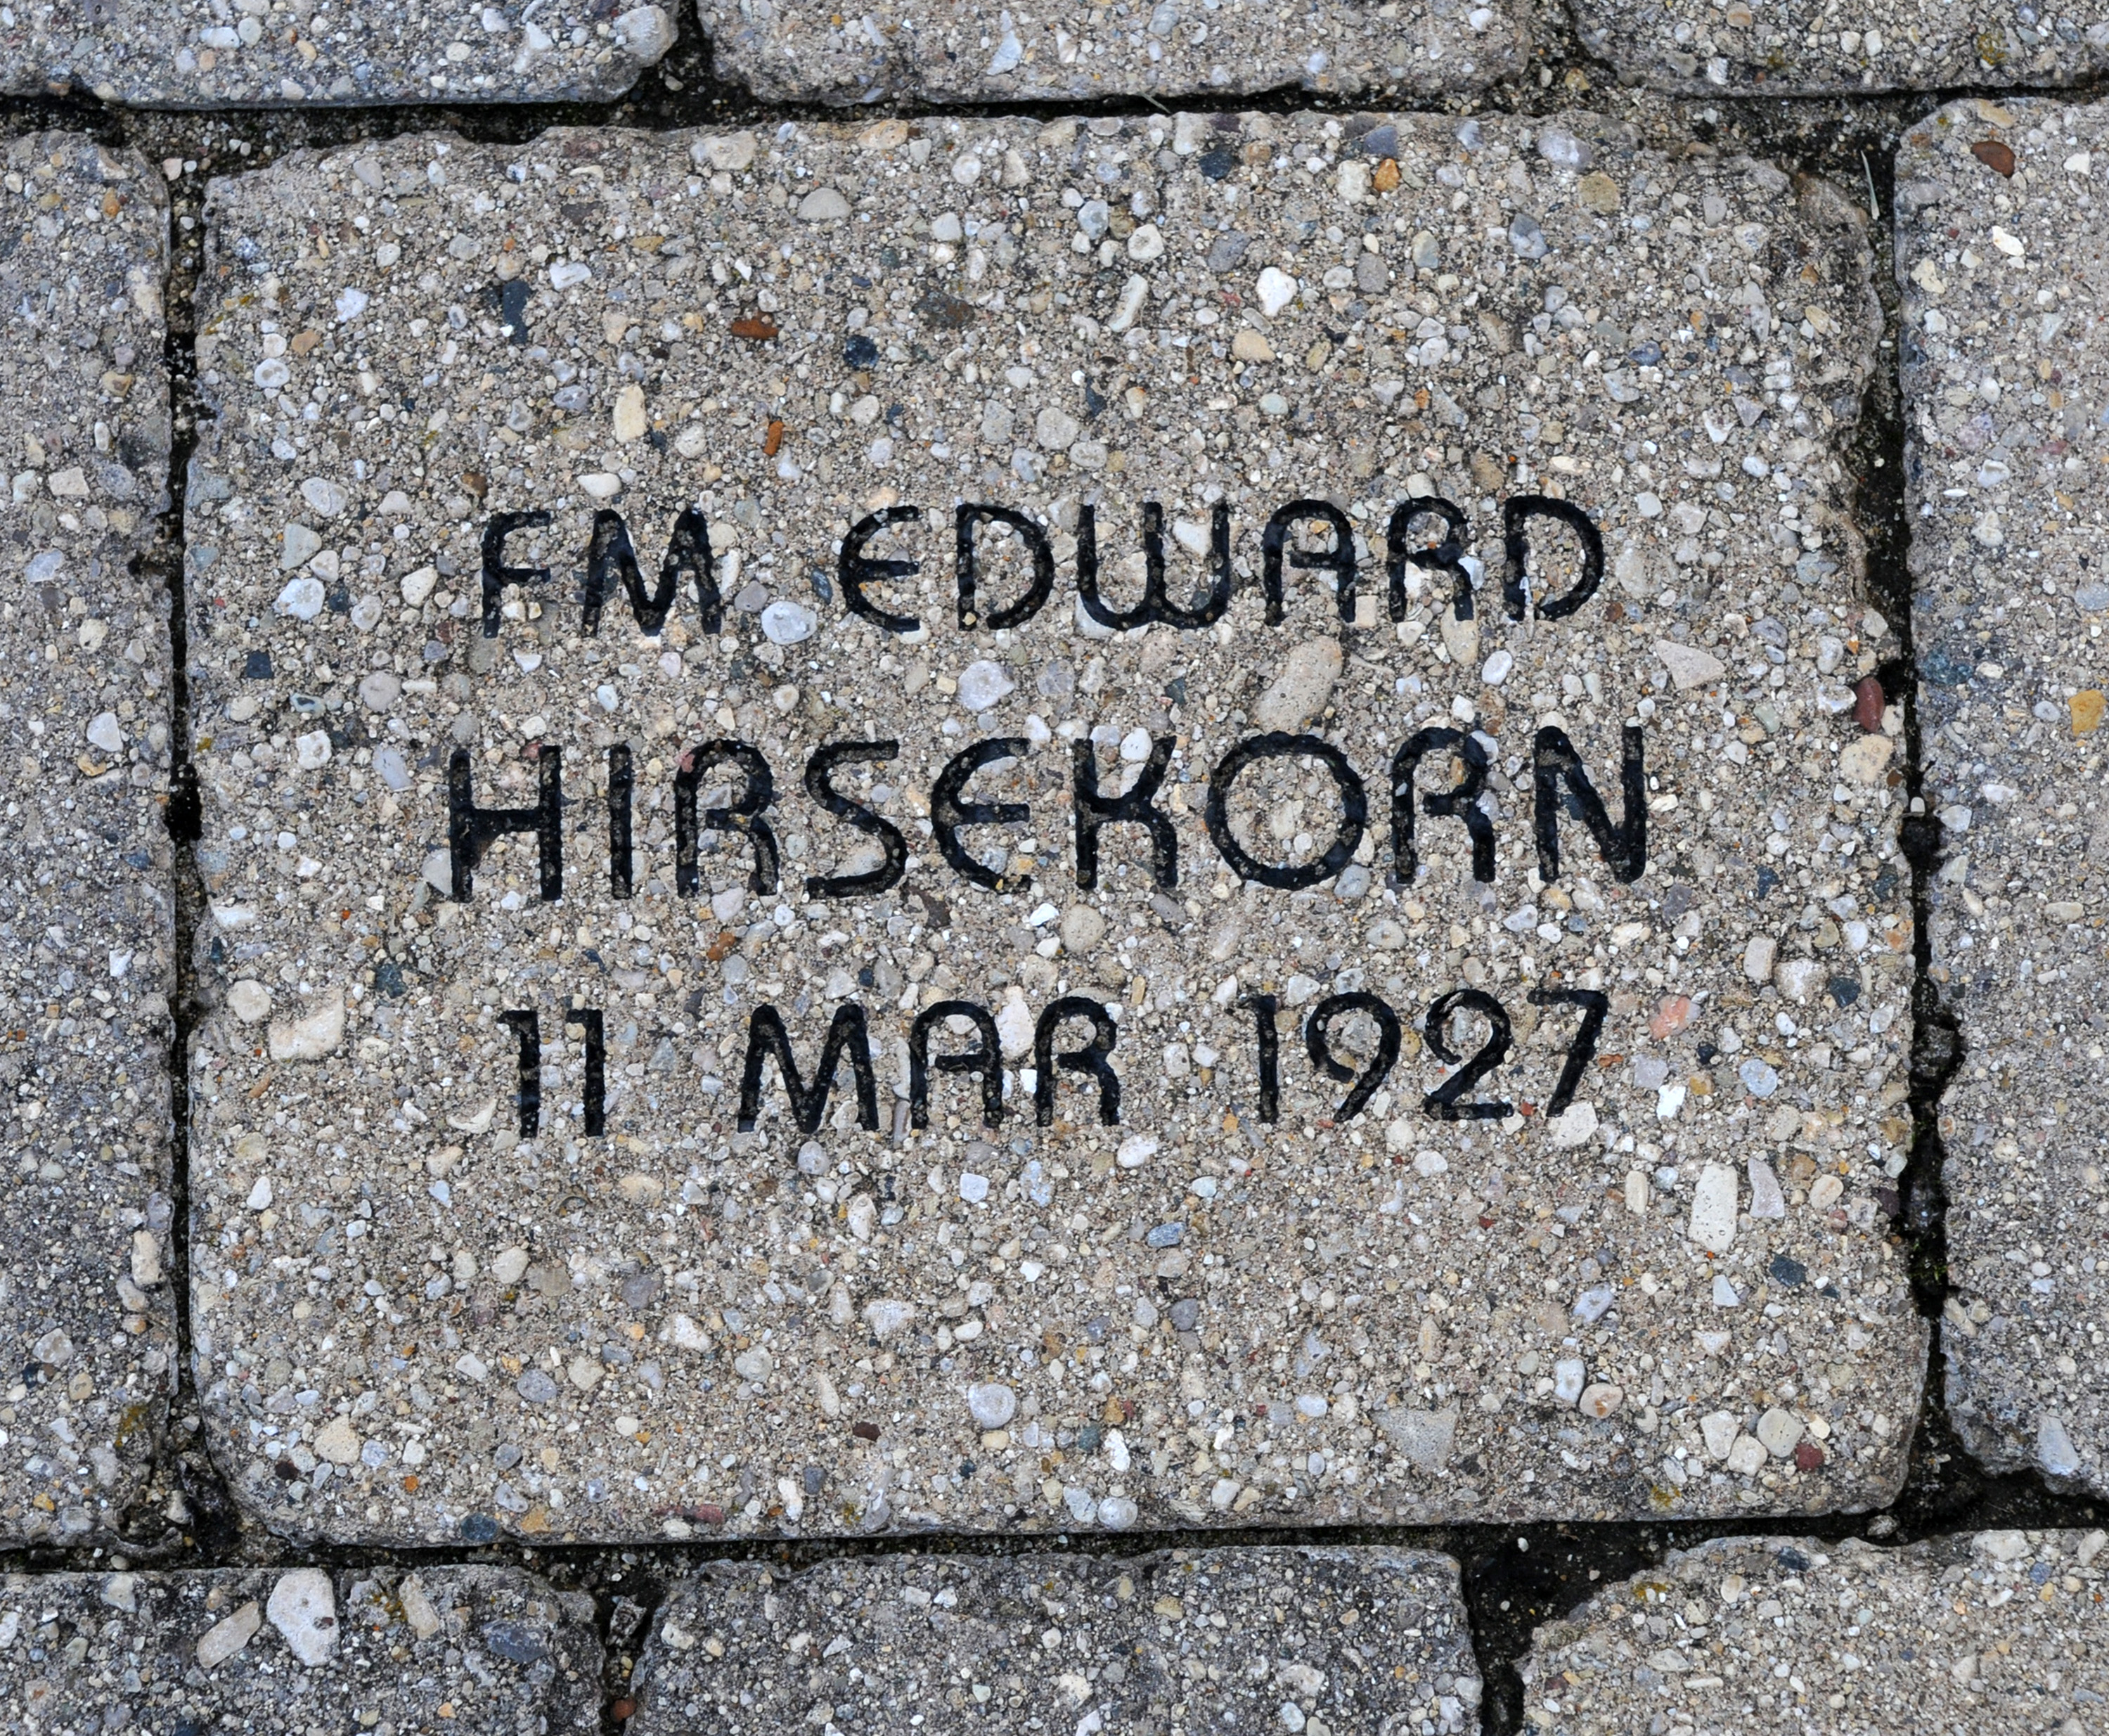 FM EDWARD
HIRSEKORN
11 MAR 1927